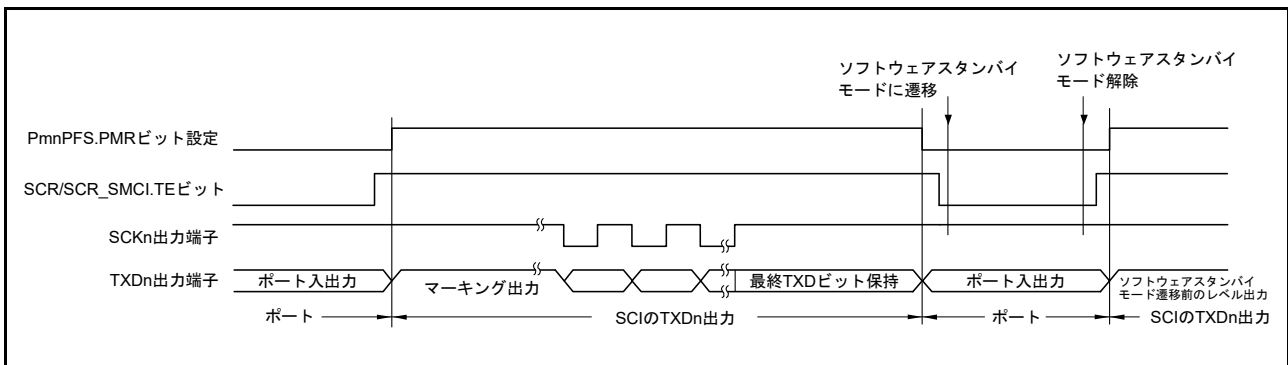 ソフトウェアスタンバイ
モードに遷移
ソフトウェアスタンバイ
モード解除
PmnPFS.PMRビット設定
SCR/SCR_SMCI.TEビット
SCKn出力端子
TXDn出力端子
ポート入出力
マーキング出力
最終TXDビット保持
ポート入出力
ソフトウェアスタンバイ
モード遷移前のレベル出力
ポート
SCIのTXDn出力
ポート
SCIのTXDn出力